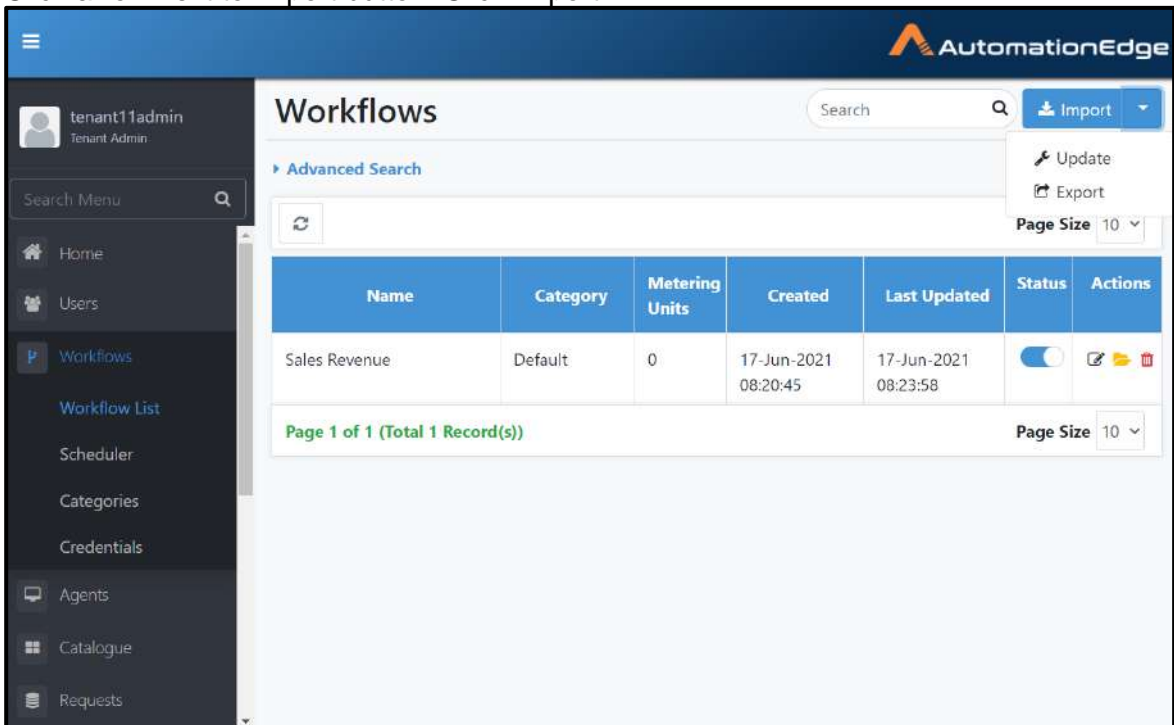 AutomationEdge
tenant11admin
Tenant Admin
Search Menu
Home
Users
Workflows
Workflow List
Scheduler
Categories
Credentials
Agents
Catalogue
Requests
Workflows
Search
Import
Update
Export
Advanced Search
Page Size 10
Name Category Metering Units Created Last Updated Status Actions
Sales Revenue Default 0 17-Jun-2021 08:20:45 17-Jun-2021 08:23:58
Page 1 of 1 (Total 1 Record(s))
Page Size 10